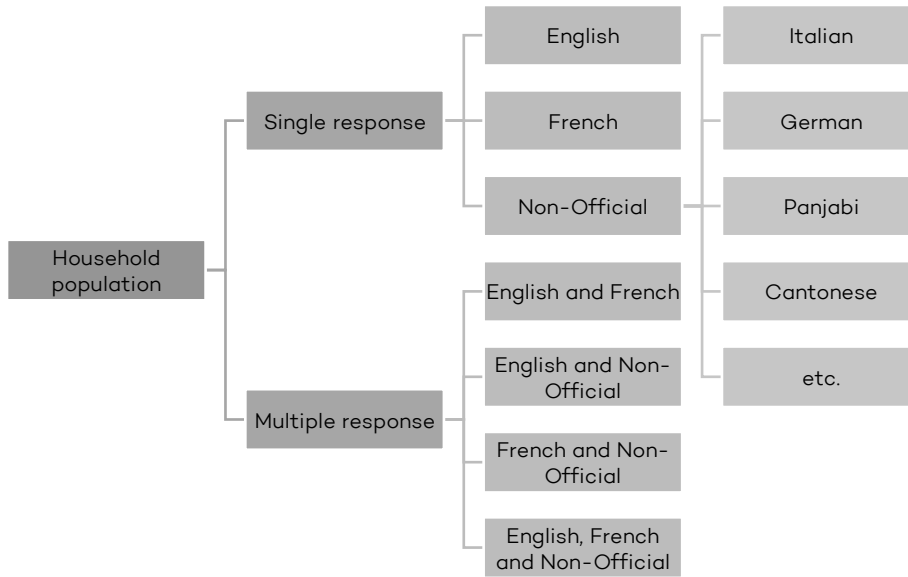 Household
population
Single response
Multiple response
English
French
Non-Official
English and French
English and Non-
Official
French and Non-
Official
English, French
and Non-Official
Italian
German
Panjabi
Cantonese
etc.